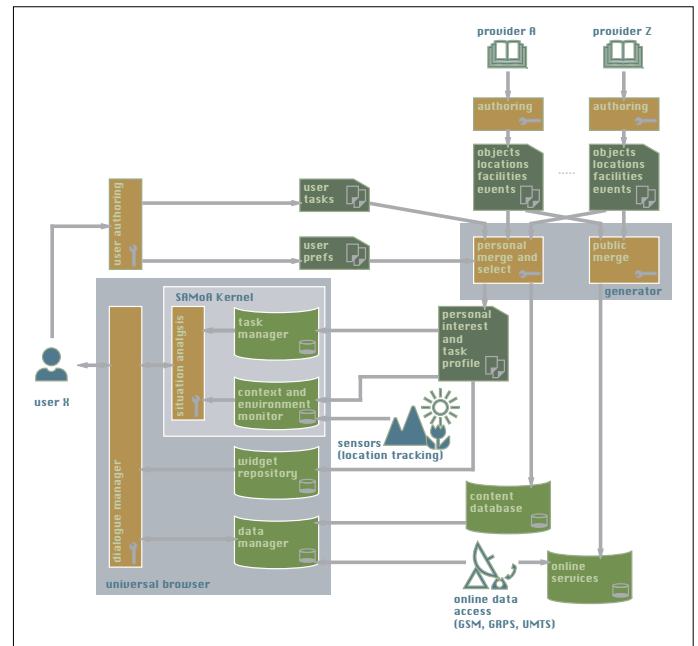 provider A
provider Z
authoring
authoring
objects
locations
facilities
events
.....
objects
locations
facilities
events
user authoring
user
tasks
user
prefs
personal
merge and
select
public
merge
generator
SAMoA Kernel
situation analysis
task
manager
context and
environment
monitor
personal
interest
and
task
profile
user X
sensors
(location tracking)
dialogue manager
widget
repository
data
manager
content
database
online
services
universal browser
online data
access
(GSM, GRPS, UMTS)